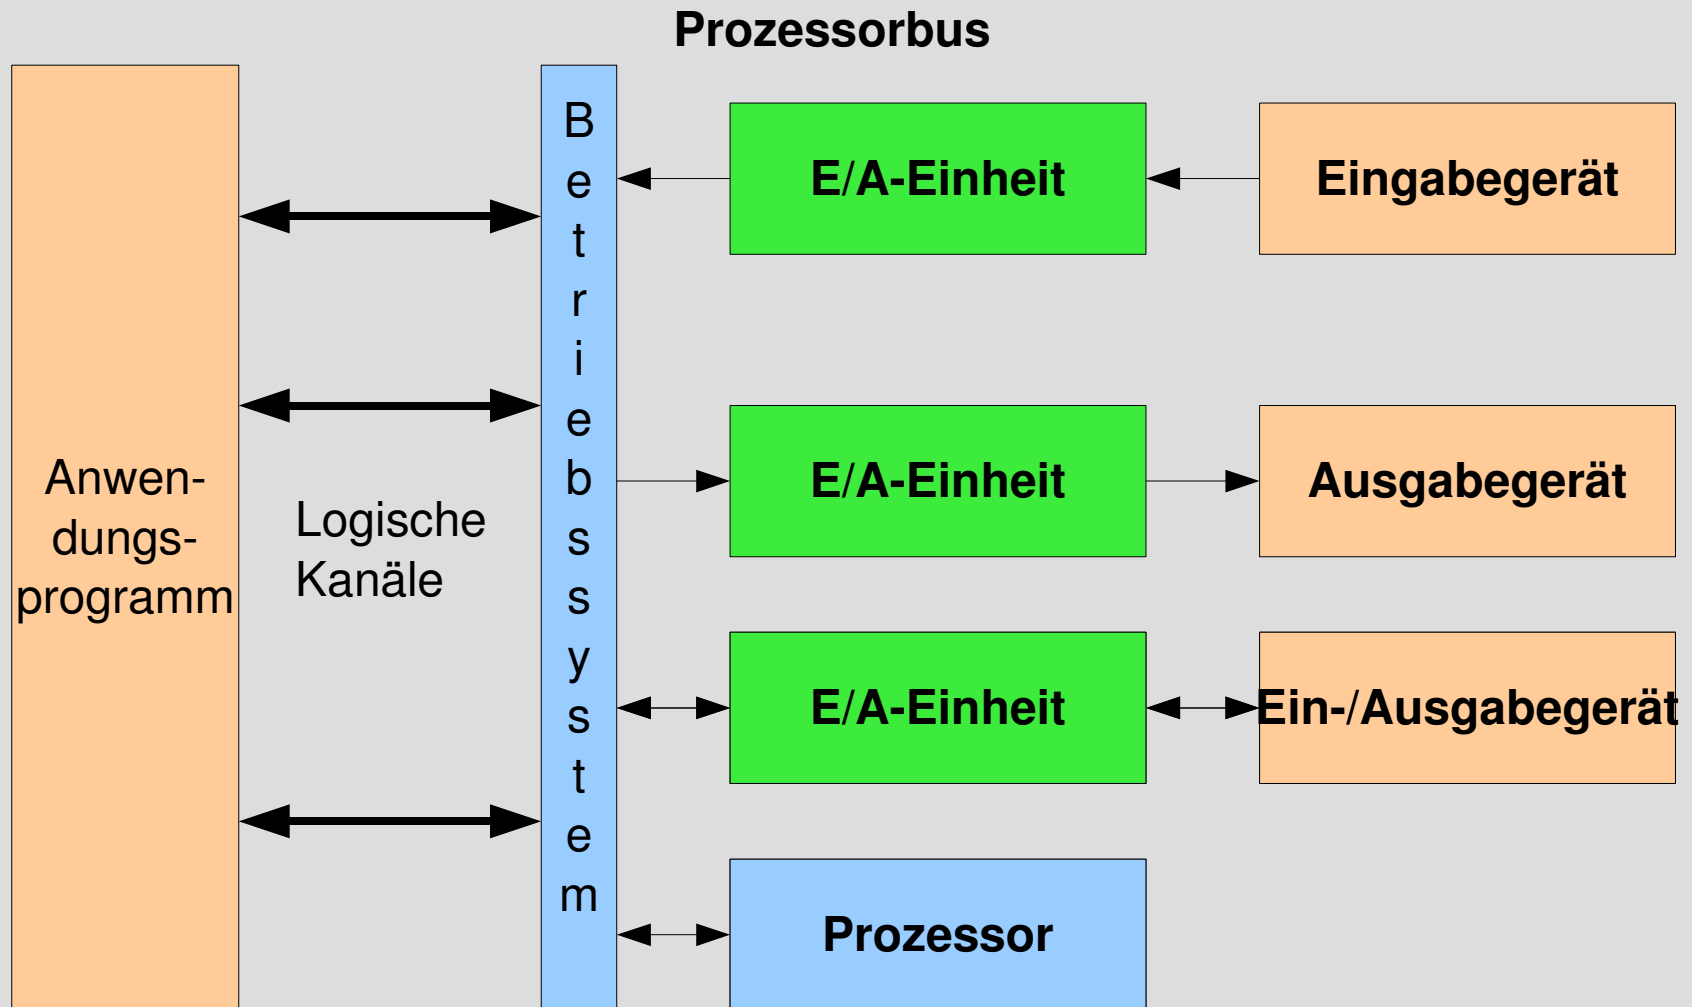 Prozessorbus
Anwen-
dungs-
programm
Logische
Kanäle
Betriebssystem
E/A-Einheit
Eingabegerät
E/A-Einheit
Ausgabegerät
E/A-Einheit
Ein-/Ausgabegerät
Prozessor